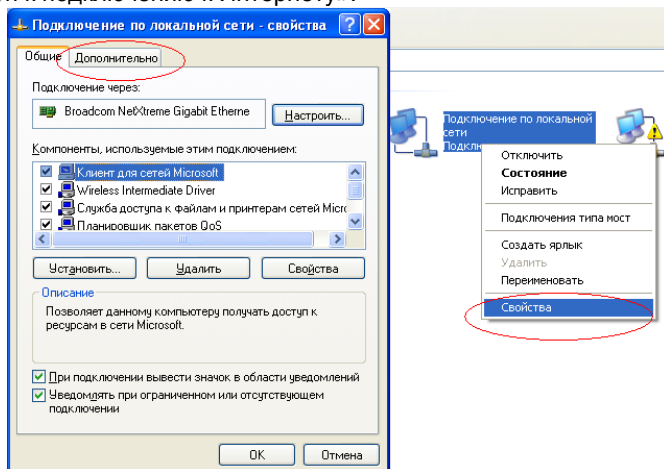 к подключению к Интернету».
Подключение по локальной сети - свойства
Общие Дополнительно
Подключение через:
Broadcom NetXtreme Gigabit Etherne Настроить...
Компоненты, используемые этим подключением:
Клиент для сетей Microsoft
Wireless Intermediate Driver
Служба доступа к файлам и принтерам сетей Micro
Планировщик пакетов QoS
Установить... Удалить Свойства
Описание
Позволяет данному компьютеру получать доступ к
ресурсам в сети Microsoft.
При подключении вывести значок в области уведомлений
Уведомлять при ограниченном или отсутствующем
подключении
OK Отмена
Подключение по локальной
сети
Отключить
Состояние
Исправить
Подключения типа мост
Создать ярлык
Удалить
Переименовать
Свойства